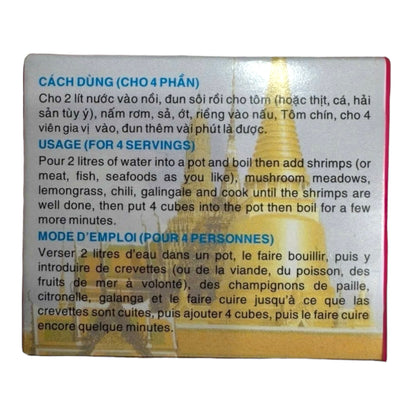 CÁCH DÙNG (CHO 4 PHẦN)
Cho 2 lít nước vào nồi, đun sôi rồi cho tôm (hoặc thịt, cá, hải
sản tùy ý), nấm rơm, sả, ớt, riềng vào nấu, Tôm chín, cho 4
viên gia vị vào, đun thêm vài phút là được.
USAGE (FOR 4 SERVINGS)
Pour 2 litres of water into a pot and boil then add shrimps (or
meat, fish, seafoods as you like), mushroom meadows,
lemongrass, chili, galingale and cook until the shrimps are
well done, then put 4 cubes into the pot then boil for a few
more minutes.
MODE D'EMPLOI (POUR 4 PERSONNES)
Verser 2 litres d'eau dans un pot, le faire bouillir, puis y
introduire de crevettes (ou de la viande, du poisson, des
fruits de mer à volonté), des champignons de paille,
citronelle, galanga et le faire cuire jusqu'à ce que las
crevettes sont cuites, puis ajouter 4 cubes, puis le faire cuire
encore quelque minutes.